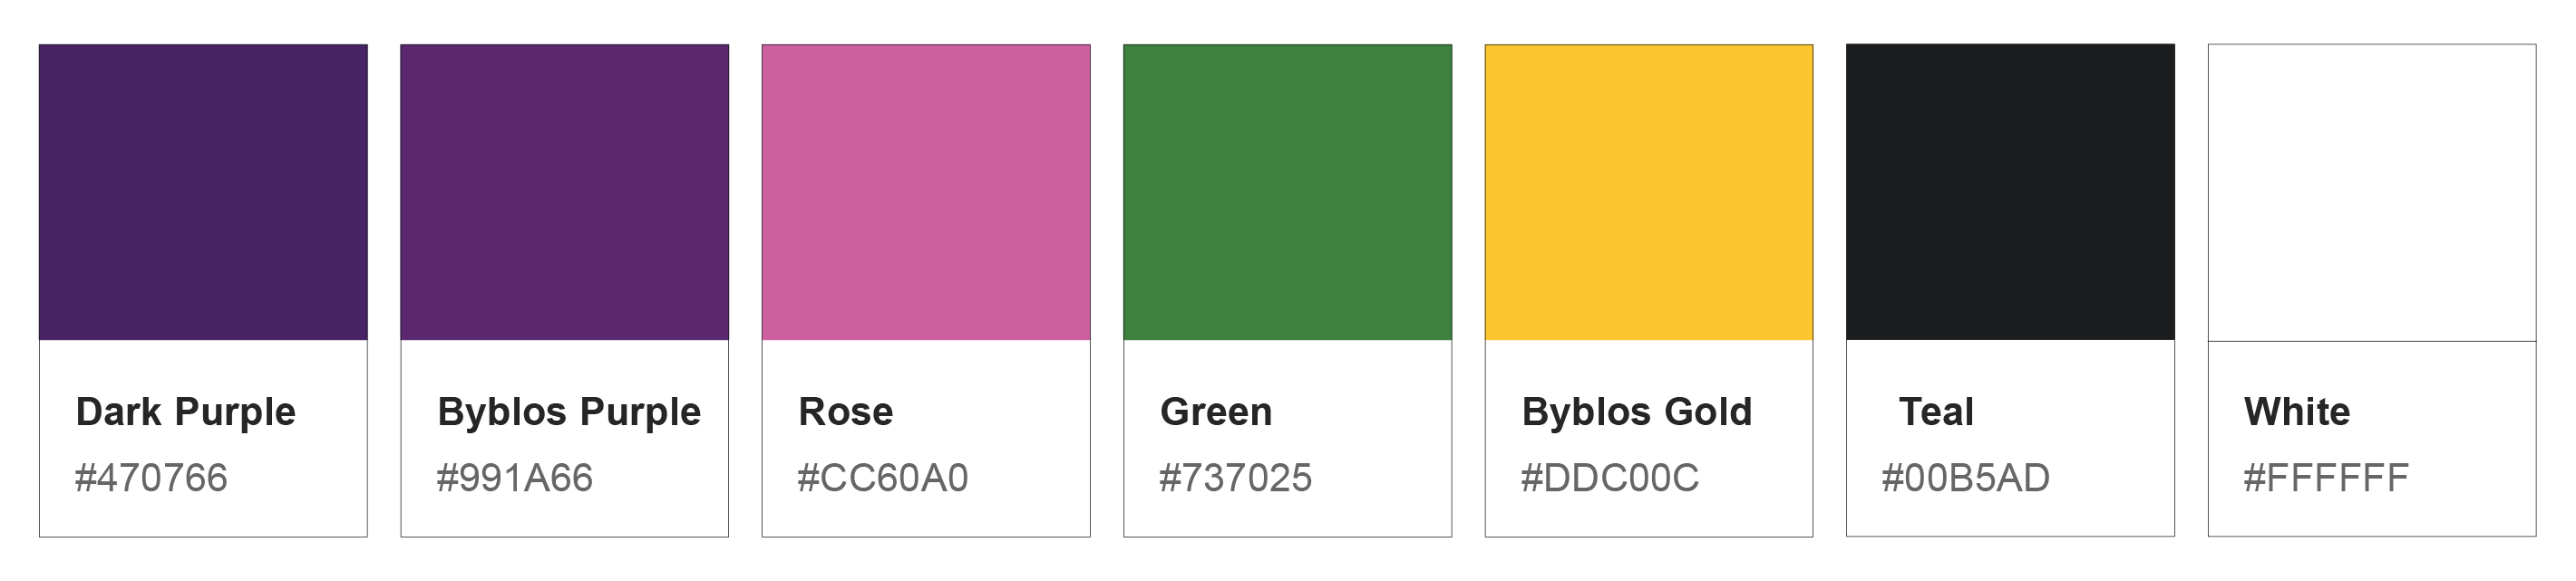 Dark Purple
#470766
Byblos Purple
#991A66
Rose
#CC60A0
Green
#737025
Byblos Gold
#DDC00C
Teal
#00B5AD
White
#FFFFFF